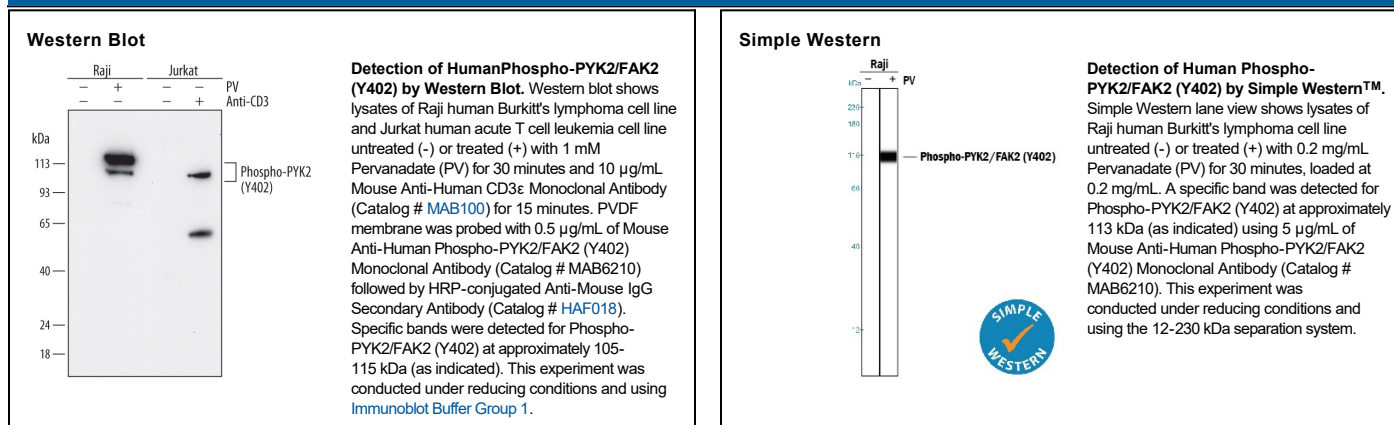 Western Blot
Raji Jurkat
− + − − PV
− − − + Anti-CD3
kDa
113
93
65
40
24
18
Phospho-PYK2
(Y402)
Detection of HumanPhospho-PYK2/FAK2
(Y402) by Western Blot. Western blot shows
lysates of Raji human Burkitt's lymphoma cell line
and Jurkat human acute T cell leukemia cell line
untreated (-) or treated (+) with 1 mM
Pervanadate (PV) for 30 minutes and 10 µg/mL
Mouse Anti-Human CD3ε Monoclonal Antibody
(Catalog # MAB100) for 15 minutes. PVDF
membrane was probed with 0.5 µg/mL of Mouse
Anti-Human Phospho-PYK2/FAK2 (Y402)
Monoclonal Antibody (Catalog # MAB6210)
followed by HRP-conjugated Anti-Mouse IgG
Secondary Antibody (Catalog # HAF018).
Specific bands were detected for Phospho-
PYK2/FAK2 (Y402) at approximately 105-
115 kDa (as indicated). This experiment was
conducted under reducing conditions and using
Immunoblot Buffer Group 1.
Simple Western
Raji
kDa − + PV
230
180
116
66
40
12
Phospho-PYK2/FAK2 (Y402)
SIMPLE
WESTERN
Detection of Human Phospho-
PYK2/FAK2 (Y402) by Simple Western™.
Simple Western lane view shows lysates of
Raji human Burkitt's lymphoma cell line
untreated (-) or treated (+) with 0.2 mg/mL
Pervanadate (PV) for 30 minutes, loaded at
0.2 mg/mL. A specific band was detected for
Phospho-PYK2/FAK2 (Y402) at approximately
113 kDa (as indicated) using 5 µg/mL of
Mouse Anti-Human Phospho-PYK2/FAK2
(Y402) Monoclonal Antibody (Catalog #
MAB6210). This experiment was
conducted under reducing conditions and
using the 12-230 kDa separation system.